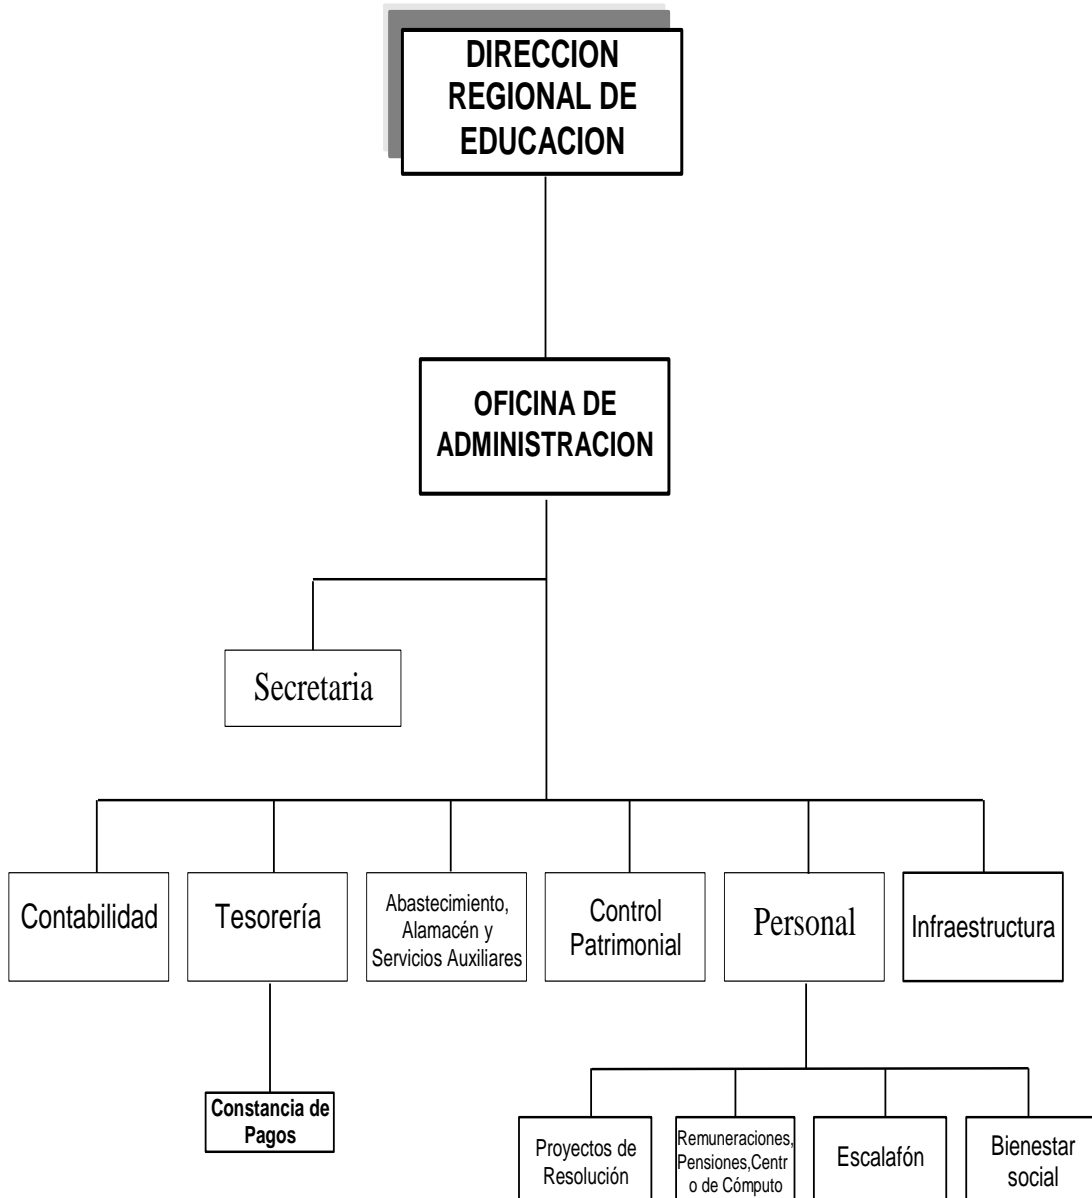 DIRECCION
REGIONAL DE
EDUCACION
OFICINA DE
ADMINISTRACION
Secretaria
Contabilidad
Tesorería
Abastecimiento,
Alamacén y
Servicios Auxiliares
Control
Patrimonial
Personal
Infraestructura
Constancia de
Pagos
Proyectos de
Resolución
Remuneraciones,
Pensiones,Centr
o de Cómputo
Escalafón
Bienestar
social